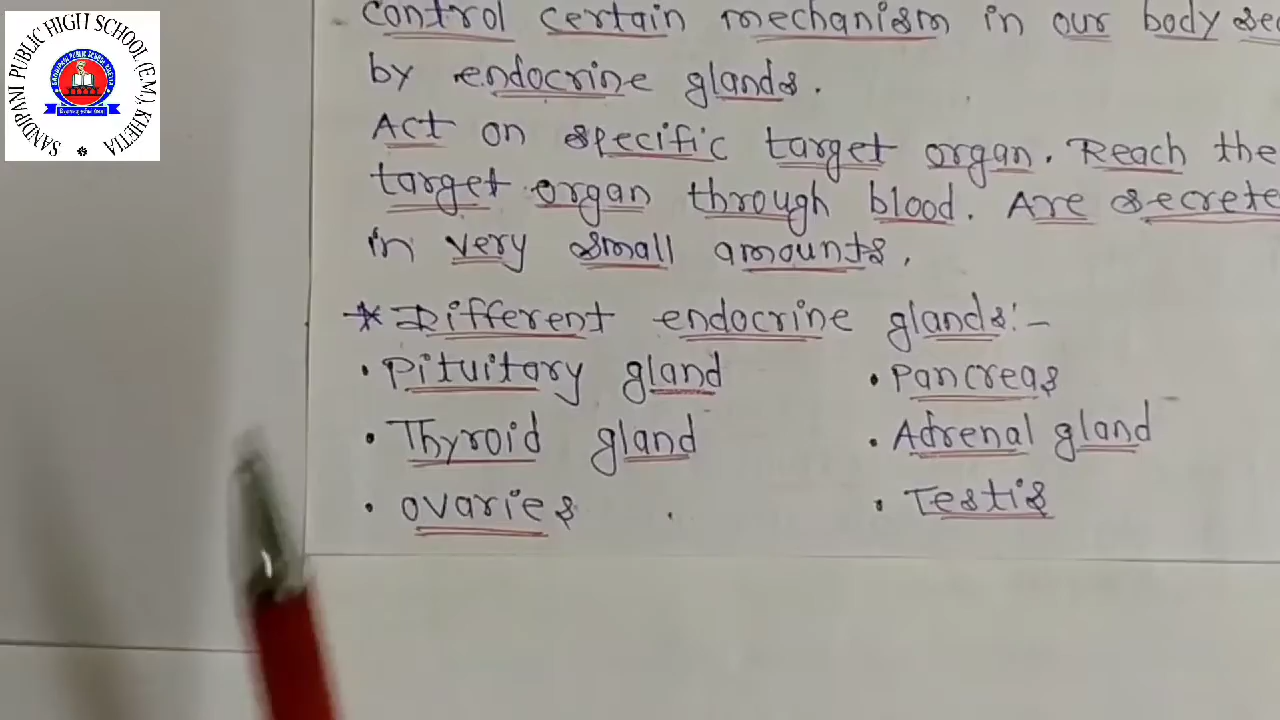 SANDIPANI PUBLIC HIGH SCHOOL (E.M), KHETIA
Control certain mechanism in our body
by endocrine glands.
Act on specific target organ. Reach the
target organ through blood. Are secrete
in very small amounts.
* Different endocrine glands:-
• Pituitary gland • Pancreas
• Thyroid gland • Adrenal gland
• Ovaries • Testis